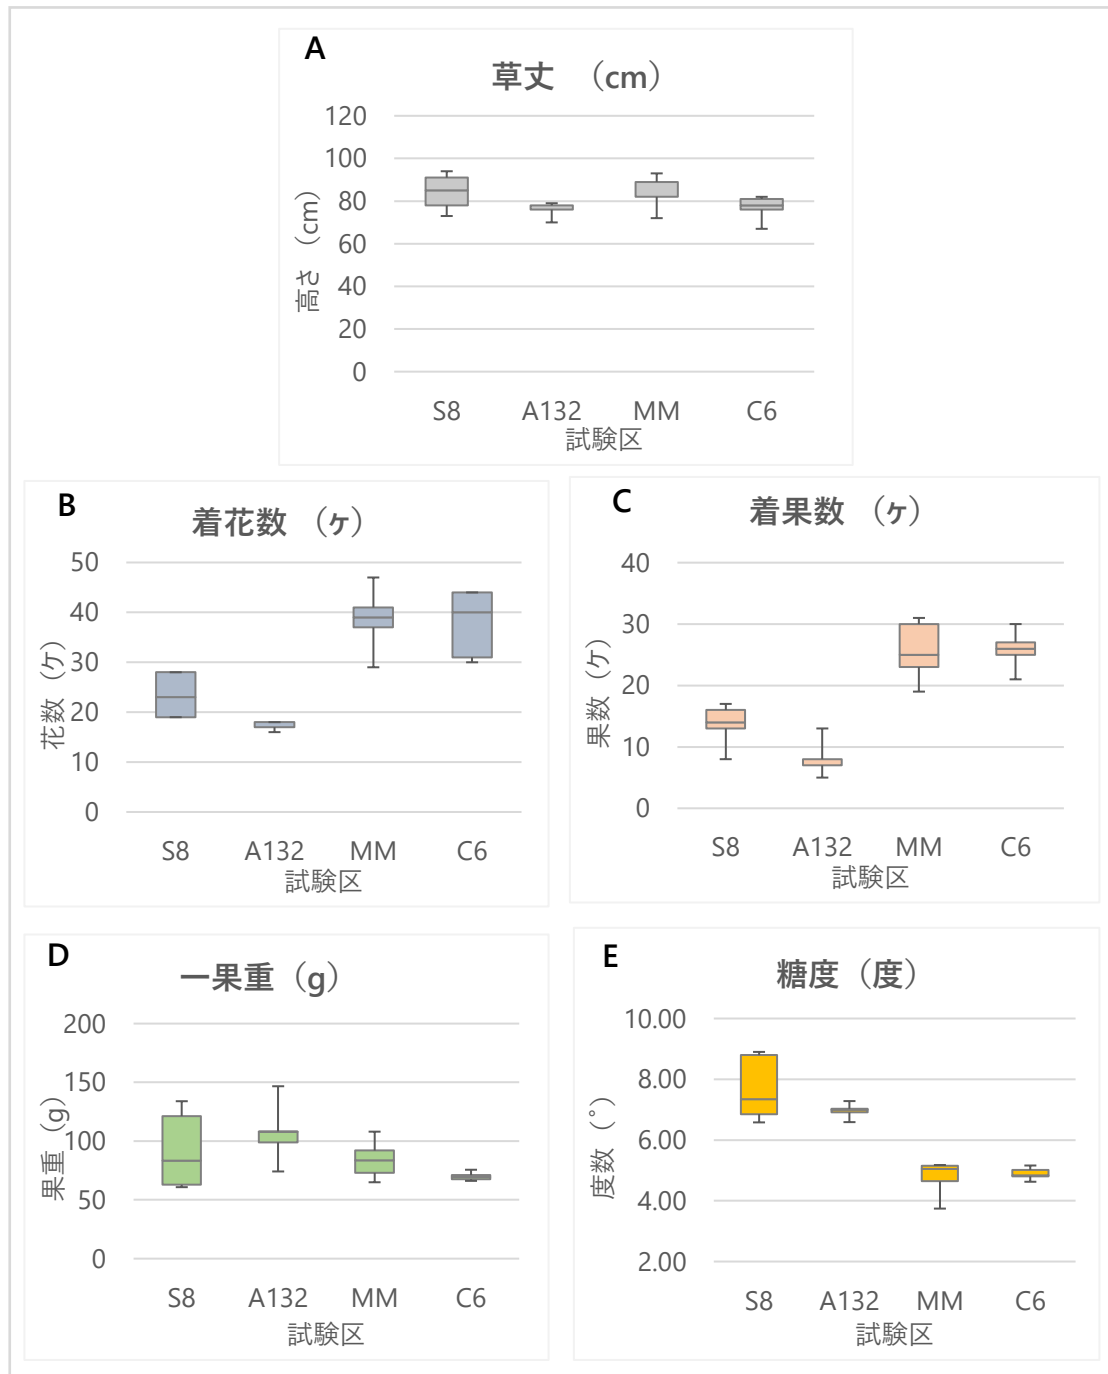 A
草丈 （cm）
120
100
80
60
40
20
0
高さ （cm）
S8 A132 MM C6
試験区
B
着花数 （ヶ）
50
40
30
20
10
0
花数 （ケ）
S8 A132 MM C6
試験区
C
着果数 （ヶ）
40
30
20
10
0
果数 （ケ）
S8 A132 MM C6
試験区
D
一果重（g）
200
150
100
50
0
果重（g）
S8 A132 MM C6
試験区
E
糖度（度）
10.00
8.00
6.00
4.00
2.00
度数（°）
S8 A132 MM C6
試験区